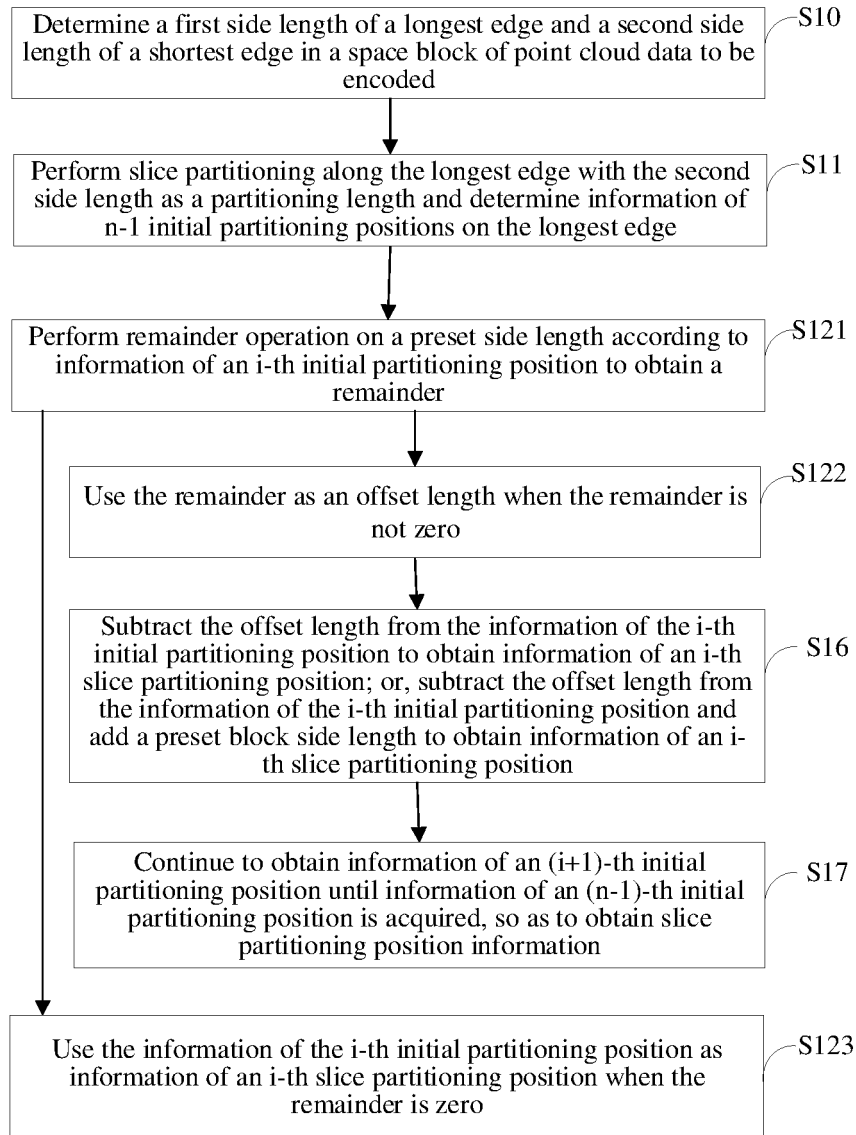 Determine a first side length of a longest edge and a second side
length of a shortest edge in a space block of point cloud data to be
encoded
S10
Perform slice partitioning along the longest edge with the second
side length as a partitioning length and determine information of
n-1 initial partitioning positions on the longest edge
S11
Perform remainder operation on a preset side length according to
information of an i-th initial partitioning position to obtain a
remainder
S121
Use the remainder as an offset length when the remainder is
not zero
S122
Subtract the offset length from the information of the i-th
initial partitioning position to obtain information of an i-th
slice partitioning position; or, subtract the offset length from
the information of the i-th initial partitioning position and
add a preset block side length to obtain information of an i-
th slice partitioning position
S16
Continue to obtain information of an (i+1)-th initial
partitioning position until information of an (n-1)-th initial
partitioning position is acquired, so as to obtain slice
partitioning position information
S17
Use the information of the i-th initial partitioning position as
information of an i-th slice partitioning position when the
remainder is zero
S123